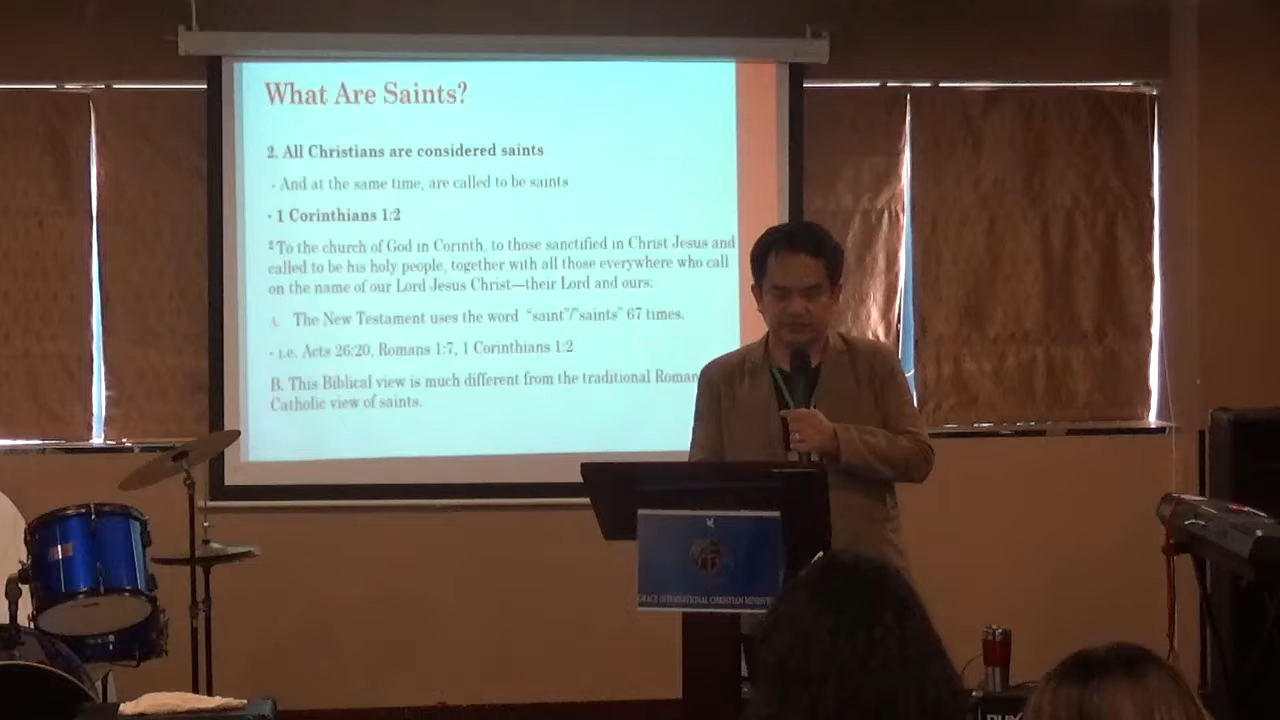 What Are Saints?
2. All Christians are considered saints
- And at the same time, are called to be saints
· 1 Corinthians 1:2
² To the church of God in Corinth, to those sanctified in Christ Jesus and
called to be his holy people, together with all those everywhere who call
on the name of our Lord Jesus Christ—their Lord and ours:
A. The New Testament uses the word “saint”/”saints” 67 times.
- i.e. Acts 26:20, Romans 1:7, 1 Corinthians 1:2
B. This Biblical view is much different from the traditional Roman
Catholic view of saints.
GRACE INTERNATIONAL CHRISTIAN